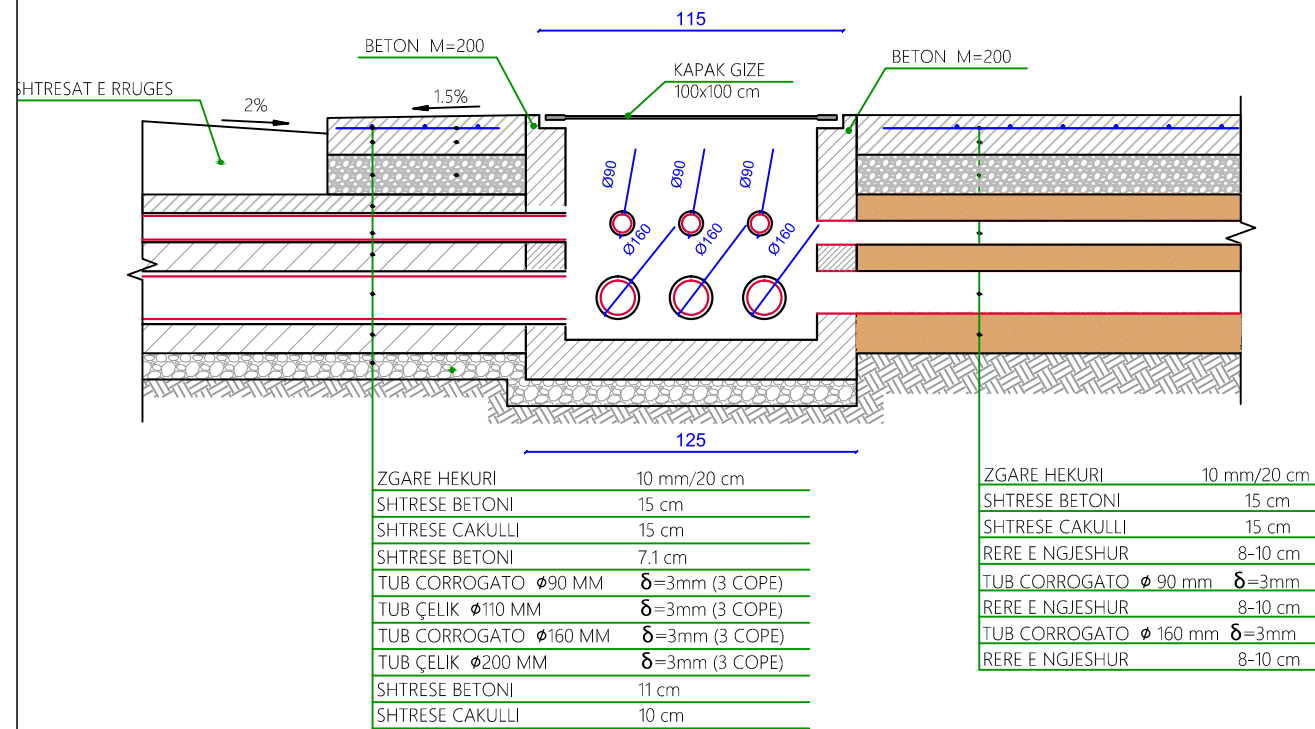 115
BETON M=200
KAPAK GIZE
100x100 cm
BETON M=200
SHTRESAT E RRUGES
2%
1.5%
Ø90
Ø90
Ø90
Ø160
Ø160
Ø160
125
ZGARE HEKURI 10 mm/20 cm
SHTRESE BETONI 15 cm
SHTRESE CAKULLI 15 cm
SHTRESE BETONI 7.1 cm
TUB CORROGATO ϕ90 MM δ=3mm (3 COPE)
TUB ÇELIK ϕ110 MM δ=3mm (3 COPE)
TUB CORROGATO ϕ160 MM δ=3mm (3 COPE)
TUB ÇELIK ϕ200 MM δ=3mm (3 COPE)
SHTRESE BETONI 11 cm
SHTRESE CAKULLI 10 cm
ZGARE HEKURI 10 mm/20 cm
SHTRESE BETONI 15 cm
SHTRESE CAKULLI 15 cm
RERE E NGJESHUR 8-10 cm
TUB CORROGATO ϕ 90 mm δ=3mm
RERE E NGJESHUR 8-10 cm
TUB CORROGATO ϕ 160 mm δ=3mm
RERE E NGJESHUR 8-10 cm